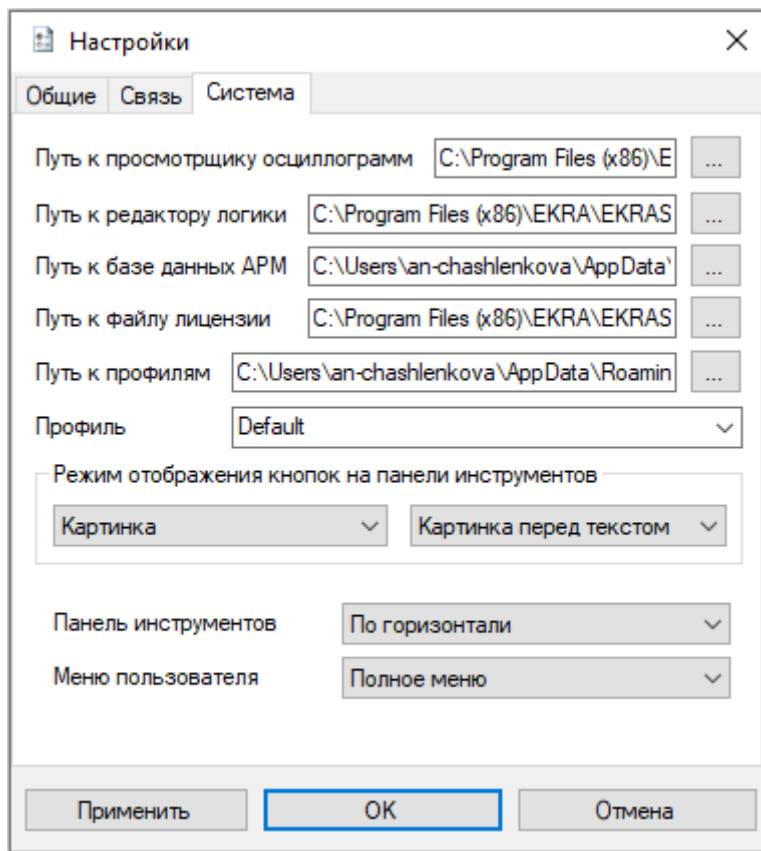 Настройки
Общие Связь Система
Путь к просмотрщику осциллограмм C:\Program Files (x86)\E ...
Путь к редактору логики C:\Program Files (x86)\EKRA\EKRAS ...
Путь к базе данных АРМ C:\Users\an-chashlenkova\AppData\ ...
Путь к файлу лицензии C:\Program Files (x86)\EKRA\EKRAS ...
Путь к профилям C:\Users\an-chashlenkova\AppData\Roamin ...
Профиль Default
Режим отображения кнопок на панели инструментов
Картинка Картинка перед текстом
Панель инструментов По горизонтали
Меню пользователя Полное меню
Применить OK Отмена